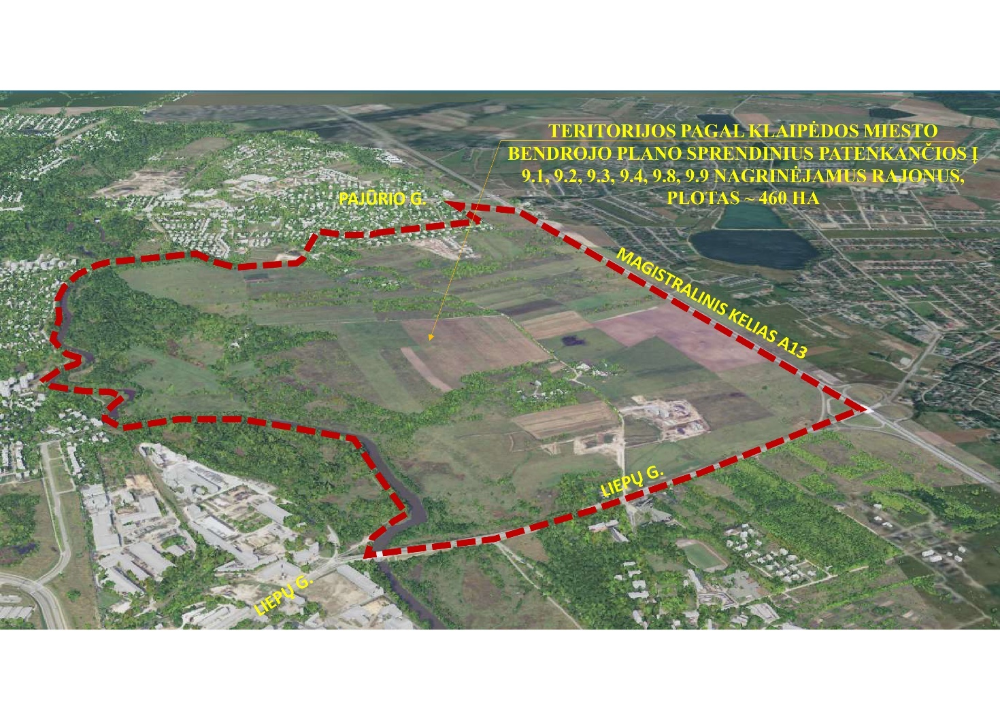 TERITORIJOS PAGAL KLAIPĖDOS MIESTO
BENDROJO PLANO SPRENDINIUS PATENKANČIOS Į
9.1, 9.2, 9.3, 9.4, 9.8, 9.9 NAGRINĖJAMUS RAJONUS,
PLOTAS ~ 460 HA
PAJŪRIO G.
MAGISTRALINIS KELIAS A13
LIEPŲ G.
LIEPŲ G.